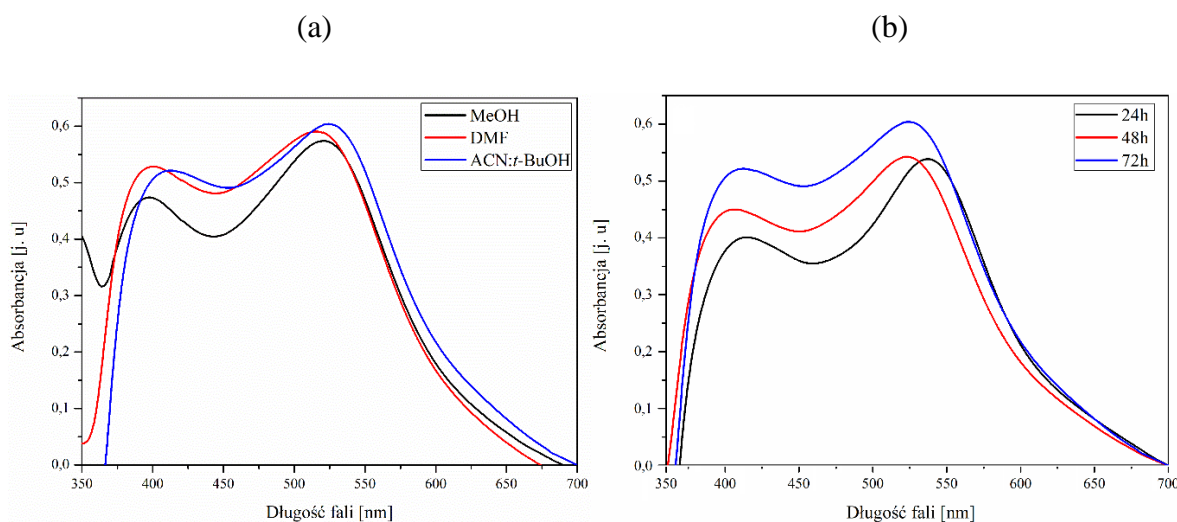 (a)
(b)
MeOH
DMF
ACN:t-BuOH
0,6
0,5
0,4
0,3
0,2
0,1
0,0
Absorbancja [j. u]
350 400 450 500 550 600 650 700
Długość fali [nm]
24h
48h
72h
0,6
0,5
0,4
0,3
0,2
0,1
0,0
Absorbancja [j. u]
350 400 450 500 550 600 650 700
Długość fali [nm]